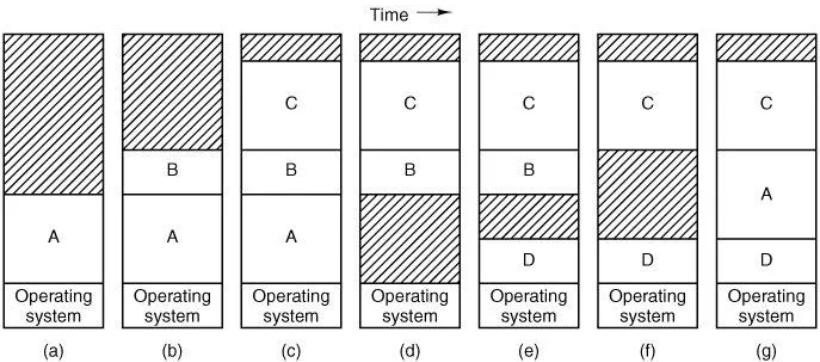 Time
C C C C C
B B B B A
A A A D D D
Operating system Operating system Operating system Operating system Operating system Operating system Operating system
(a) (b) (c) (d) (e) (f) (g)